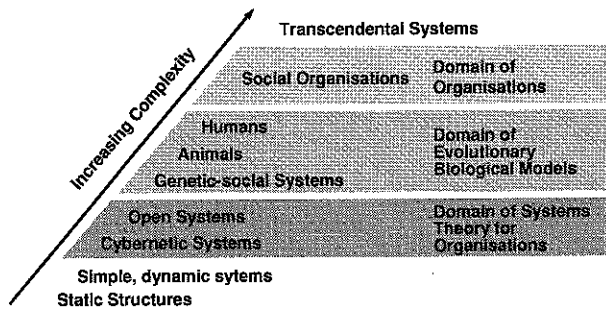 Transcendental Systems
Social Organisations
Domain of
Organisations
Humans
Animals
Genetic-social Systems
Domain of
Evolutionary
Biological Models
Open Systems
Cybernetic Systems
Domain of Systems
Theory for
Organisations
Simple, dynamic sytems
Static Structures
Increasing Complexity